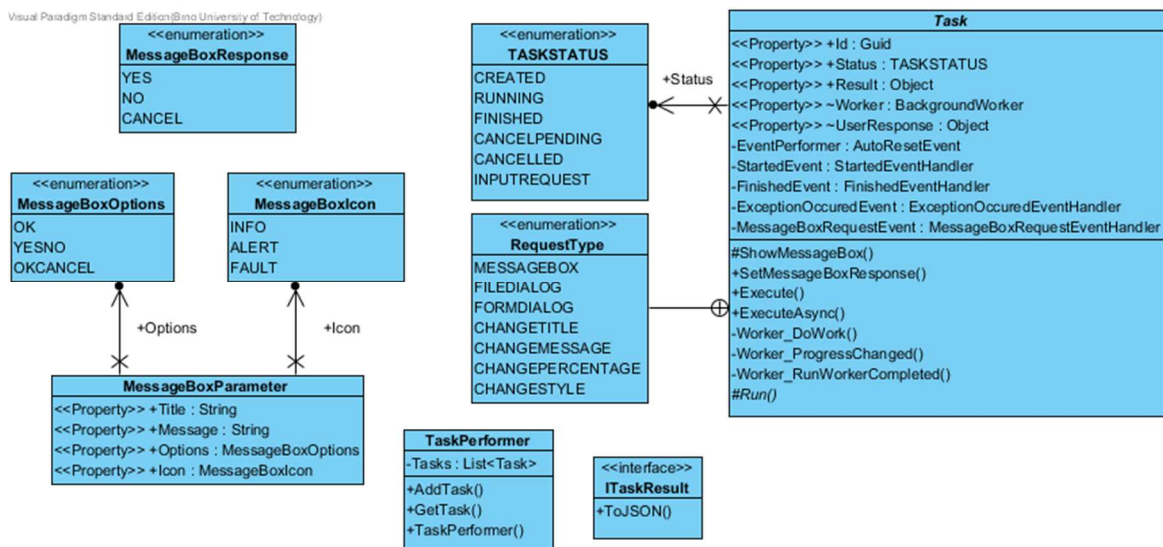 Visual Paradigm Standard Edition(Brno University of Technology)
<<enumeration>>
MessageBoxResponse
YES
NO
CANCEL
<<enumeration>>
TASKSTATUS
CREATED
RUNNING
FINISHED
CANCELPENDING
CANCELLED
INPUTREQUEST
+Status
Task
<<Property>> +Id : Guid
<<Property>> +Status : TASKSTATUS
<<Property>> +Result : Object
<<Property>> ~Worker : BackgroundWorker
<<Property>> ~UserResponse : Object
-EventPerformer : AutoResetEvent
-StartedEvent : StartedEventHandler
-FinishedEvent : FinishedEventHandler
-ExceptionOccuredEvent : ExceptionOccuredEventHandler
-MessageBoxRequestEvent : MessageBoxRequestEventHandler
#ShowMessageBox()
+SetMessageBoxResponse()
+Execute()
+ExecuteAsync()
-Worker_DoWork()
-Worker_ProgressChanged()
-Worker_RunWorkerCompleted()
#Run()
<<enumeration>>
MessageBoxOptions
OK
YESNO
OKCANCEL
<<enumeration>>
MessageBoxIcon
INFO
ALERT
FAULT
<<enumeration>>
RequestType
MESSAGEBOX
FILEDIALOG
FORMDIALOG
CHANGETITLE
CHANGEMESSAGE
CHANGEPERCENTAGE
CHANGESTYLE
+Options
+Icon
MessageBoxParameter
<<Property>> +Title : String
<<Property>> +Message : String
<<Property>> +Options : MessageBoxOptions
<<Property>> +Icon : MessageBoxIcon
TaskPerformer
-Tasks : List<Task>
+AddTask()
+GetTask()
+TaskPerformer()
<<interface>>
ITaskResult
+ToJSON()